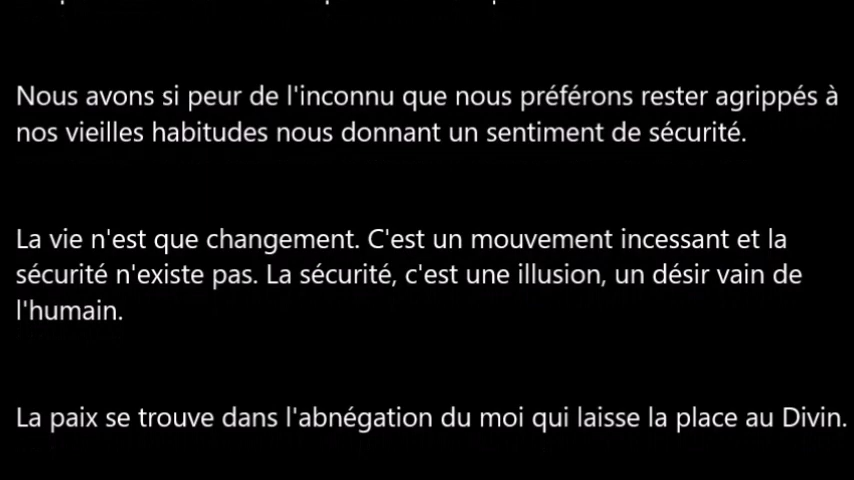 Nous avons si peur de l'inconnu que nous préférons rester agrippés à
nos vieilles habitudes nous donnant un sentiment de sécurité.
La vie n'est que changement. C'est un mouvement incessant et la
sécurité n'existe pas. La sécurité, c'est une illusion, un désir vain de
l'humain.
La paix se trouve dans l'abnégation du moi qui laisse la place au Divin.